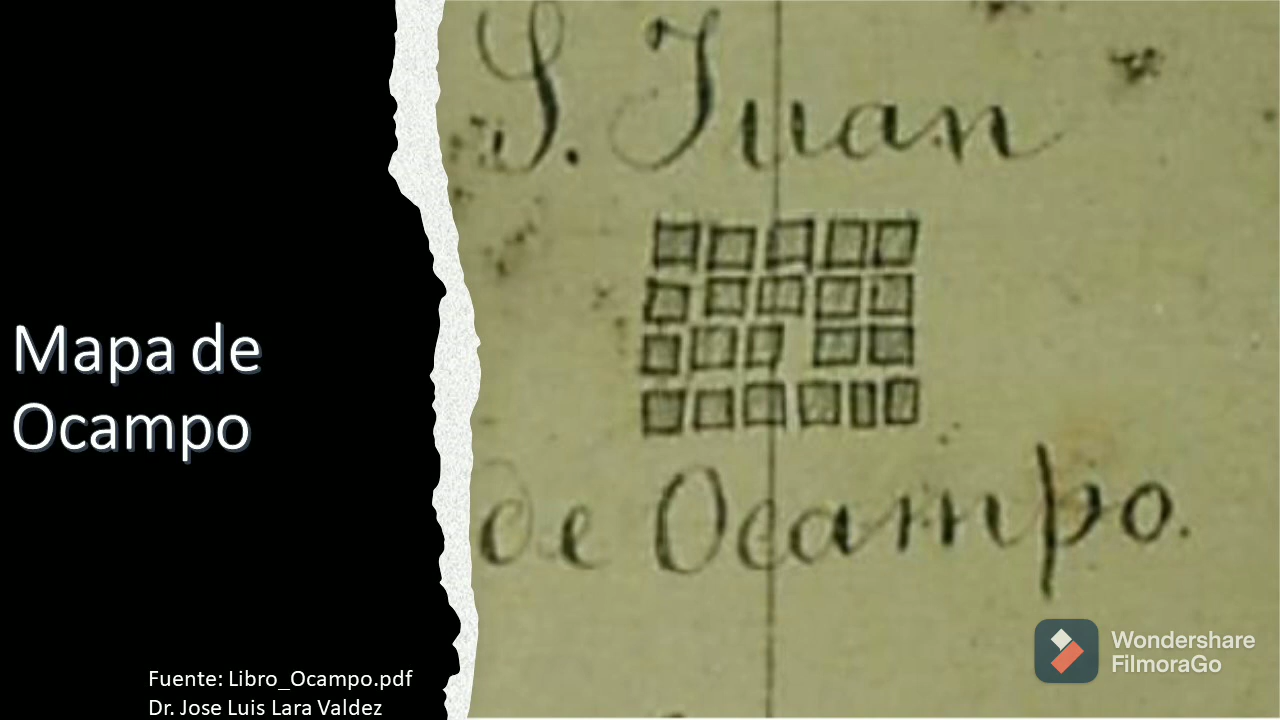 Mapa de
Ocampo
Fuente: Libro_Ocampo.pdf
Dr. Jose Luis Lara Valdez
S. Juan
de Ocampo.
Wondershare
FilmoraGo